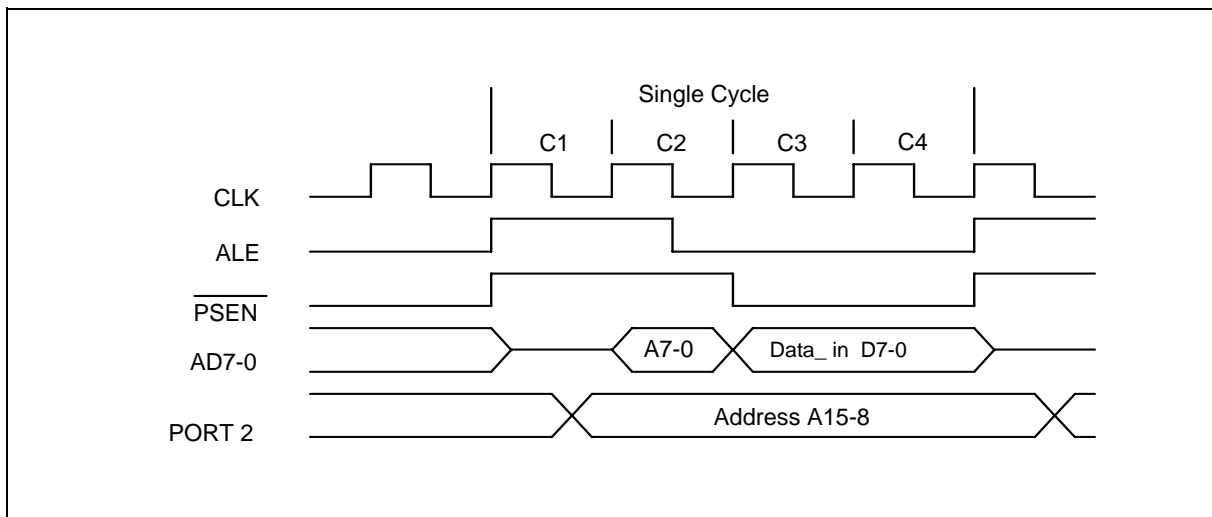 Single Cycle
C1 C2 C3 C4
CLK
ALE
PSEN
AD7-0 A7-0 Data_ in D7-0
PORT 2 Address A15-8